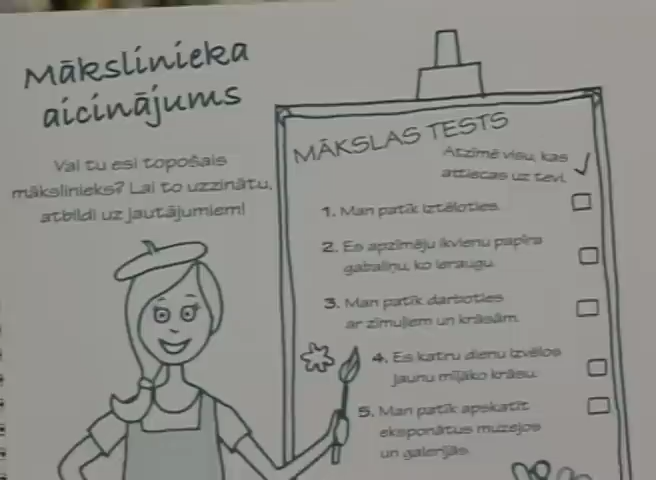 Mākslinieka
aicinājums
Vai tu esi topošais
mākslinieks? Lai to uzzinātu,
atbildi uz jautājumiem!
MĀKSLAS TESTS
Atzīmē visu, kas
attiecas uz tevi.
1. Man patīk iztēloties.
2. Es apzīmēju ikvienu papīra
gabaliņu, ko ieraugu.
3. Man patīk darboties
ar zīmuļiem un krāsām.
4. Es katru dienu izvēlos
jaunu mīļāko krāsu.
5. Man patīk apskatīt
eksponātus muzejos
un galerijās.